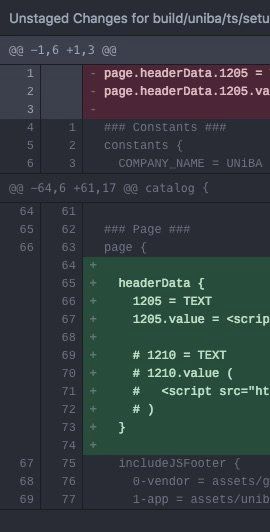 Unstaged Changes for build/uniba/ts/setu
@@ -1,6 +1,3 @@
1 - page.headerData.1205 =
2 - page.headerData.1205.va
3 -
4 1 ### Constants ###
5 2 constants {
6 3 COMPANY_NAME = UNiBA
@@ -64,6 +61,17 @@ catalog {
64 61
65 62 ### Page ###
66 63 page {
64 +
65 + headerData {
66 + 1205 = TEXT
67 + 1205.value = <scrip
68 +
69 + # 1210 = TEXT
70 + # 1210.value (
71 + # <script src="ht
72 + # )
73 + }
74 +
67 75 includeJSFooter {
68 76 0-vendor = assets/g
69 77 1-app = assets/unib